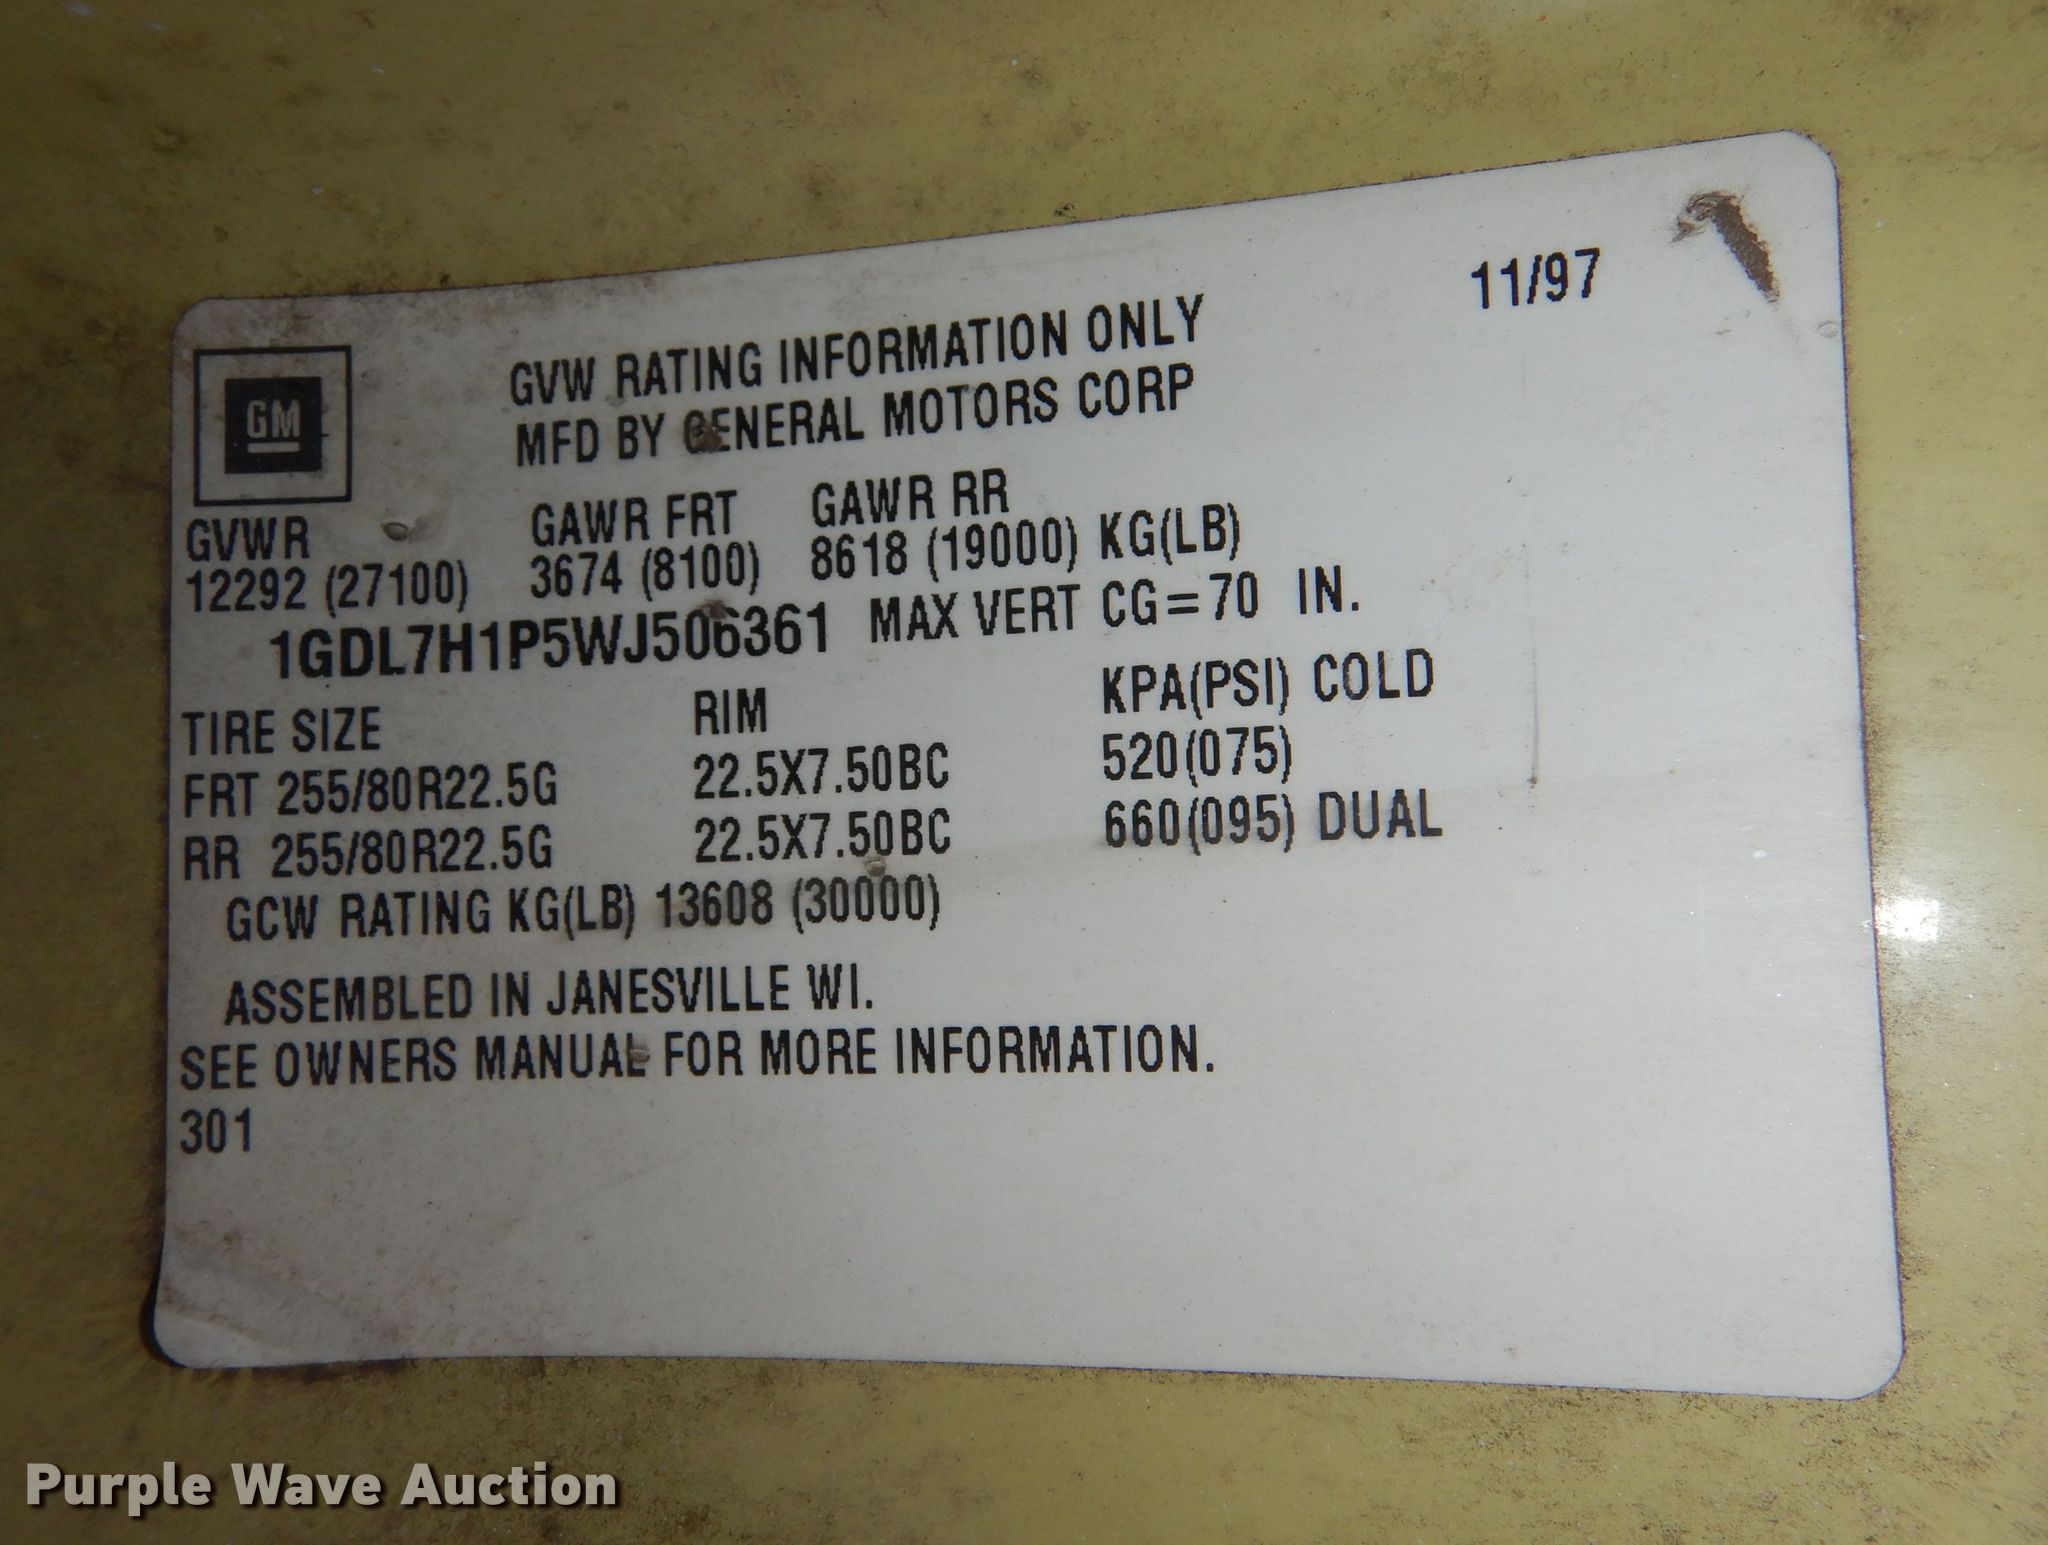 11/97
GM
GVW RATING INFORMATION ONLY
MFD BY GENERAL MOTORS CORP
GVWR GAWR FRT GAWR RR
12292 (27100) 3674 (8100) 8618 (19000) KG(LB)
1GDL7H1P5WJ506361 MAX VERT CG=70 IN.
TIRE SIZE RIM KPA(PSI) COLD
FRT 255/80R22.5G 22.5X7.50BC 520(075)
RR 255/80R22.5G 22.5X7.50BC 660(095) DUAL
GCW RATING KG(LB) 13608 (30000)
ASSEMBLED IN JANESVILLE WI.
SEE OWNERS MANUAL FOR MORE INFORMATION.
301
Purple Wave Auction